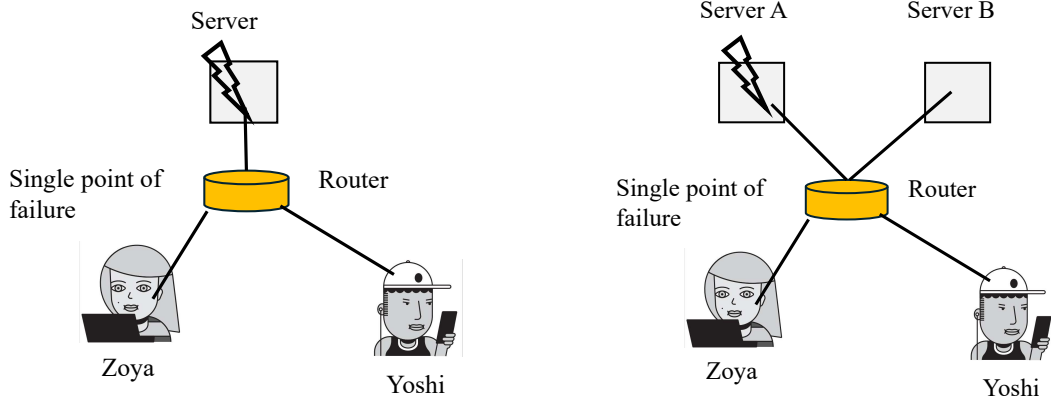 Server
Single point of
failure
Router
Zoya
Yoshi
Server A
Server B
Single point of
failure
Router
Zoya
Yoshi